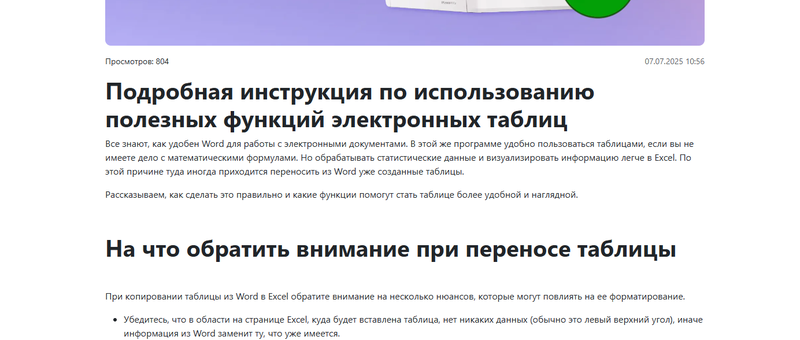 Просмотров: 804
07.07.2025 10:56
Подробная инструкция по использованию
полезных функций электронных таблиц
Все знают, как удобен Word для работы с электронными документами. В этой же программе удобно пользоваться таблицами, если вы не
имеете дело с математическими формулами. Но обрабатывать статистические данные и визуализировать информацию легче в Excel. По
этой причине туда иногда приходится переносить из Word уже созданные таблицы.
Рассказываем, как сделать это правильно и какие функции помогут стать таблице более удобной и наглядной.
На что обратить внимание при переносе таблицы
При копировании таблицы из Word в Excel обратите внимание на несколько нюансов, которые могут повлиять на ее форматирование.
• Убедитесь, что в области на странице Excel, куда будет вставлена таблица, нет никаких данных (обычно это левый верхний угол), иначе
информация из Word заменит ту, что уже имеется.